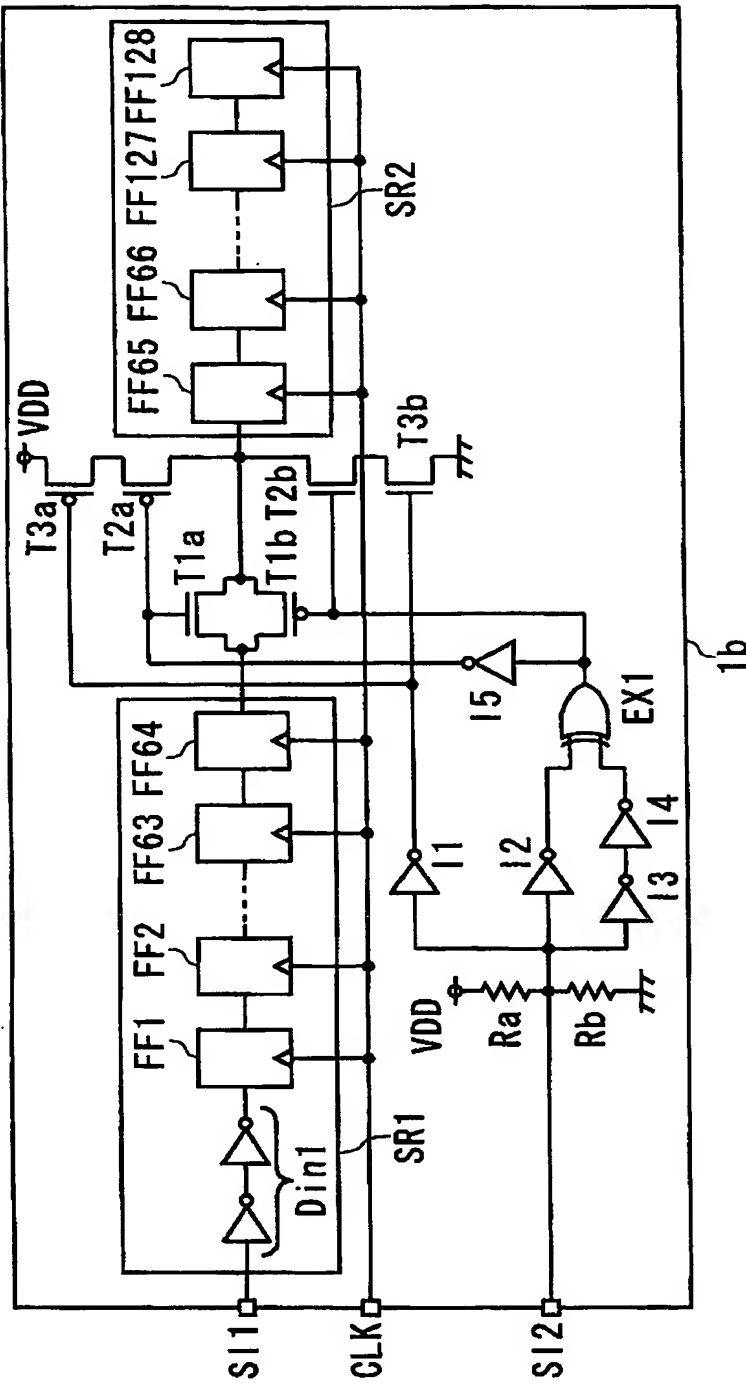 FF1
FF2
FF63
FF64
T3a
VDD
T2a
T1a
T1b
T2b
FF65
FF66
FF127
FF128
SR2
T3b
SI1
Din1
SR1
CLK
VDD
Ra
Rb
I1
I2
I3
I4
I5
EX1
SI2
1b